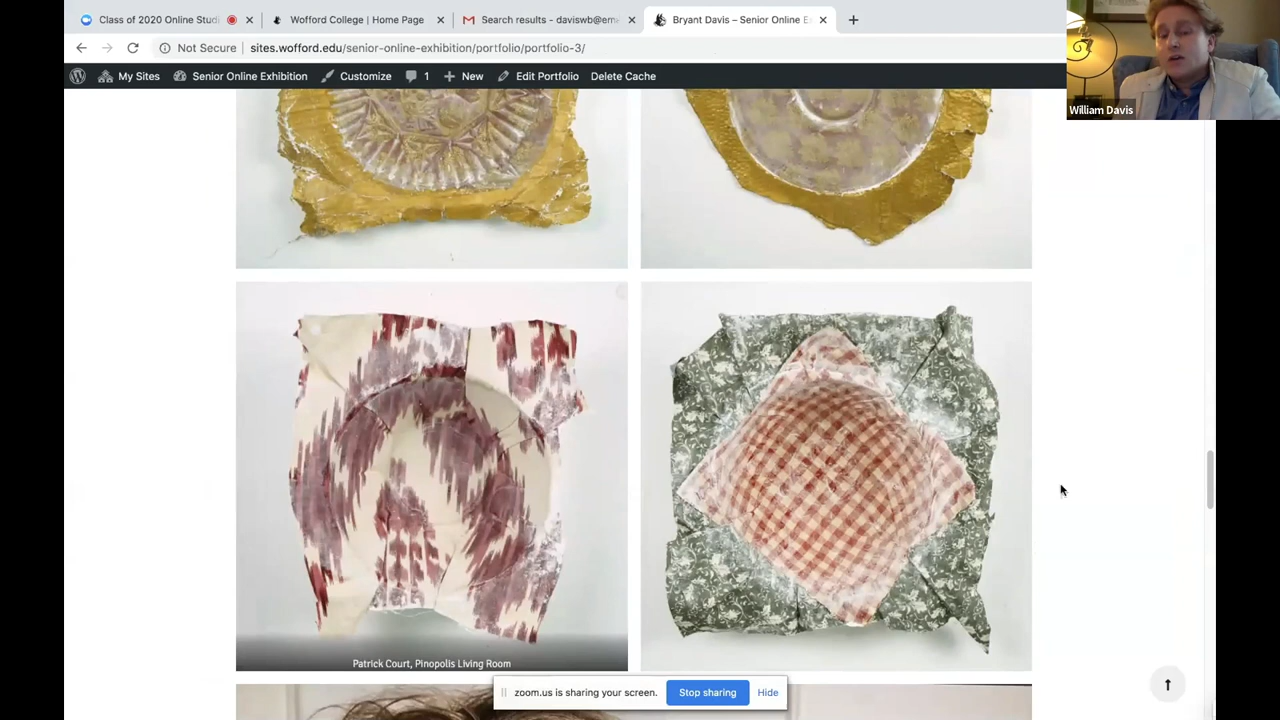 Class of 2020 Online Studi
Wofford College | Home Page
Search results - daviswb@em
Bryant Davis – Senior Online E
Not Secure
sites.wofford.edu/senior-online-exhibition/portfolio/portfolio-3/
My Sites
Senior Online Exhibition
Customize
1
New
Edit Portfolio
Delete Cache
William Davis
Patrick Court, Pinopolis Living Room
zoom.us is sharing your screen.
Stop sharing
Hide